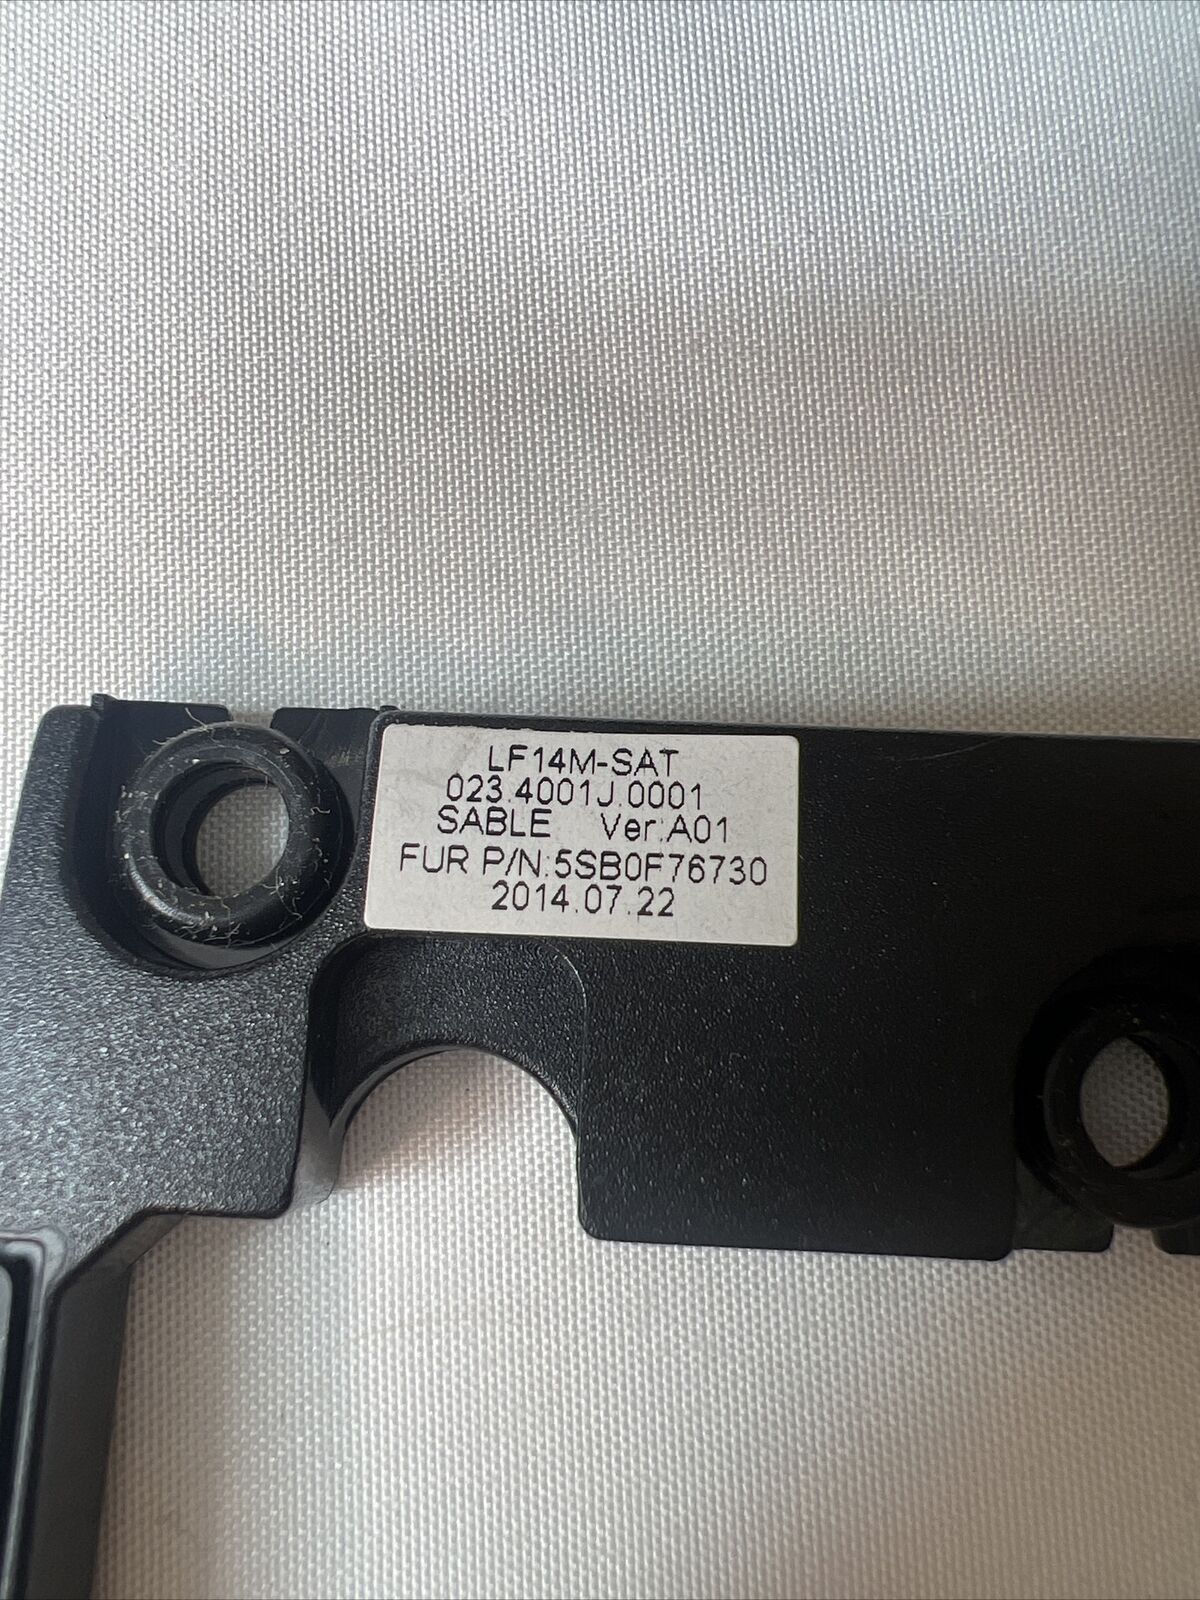 LF14M-SAT
023.4001J.0001
SABLE Ver:A01
FUR P/N:5SB0F76730
2014.07.22